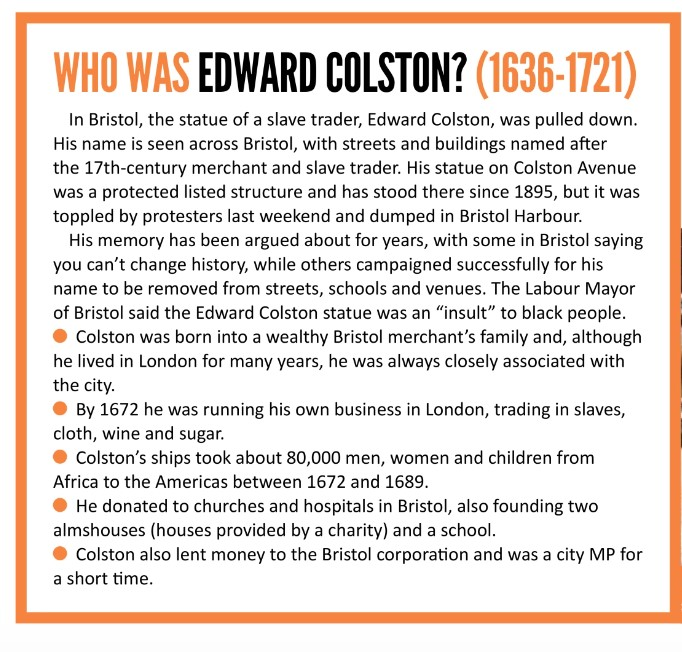 WHO WAS EDWARD COLSTON? (1636-1721)
In Bristol, the statue of a slave trader, Edward Colston, was pulled down.
His name is seen across Bristol, with streets and buildings named after
the 17th-century merchant and slave trader. His statue on Colston Avenue
was a protected listed structure and has stood there since 1895, but it was
toppled by protesters last weekend and dumped in Bristol Harbour.
His memory has been argued about for years, with some in Bristol saying
you can’t change history, while others campaigned successfully for his
name to be removed from streets, schools and venues. The Labour Mayor
of Bristol said the Edward Colston statue was an “insult” to black people.
● Colston was born into a wealthy Bristol merchant’s family and, although
he lived in London for many years, he was always closely associated with
the city.
● By 1672 he was running his own business in London, trading in slaves,
cloth, wine and sugar.
● Colston’s ships took about 80,000 men, women and children from
Africa to the Americas between 1672 and 1689.
● He donated to churches and hospitals in Bristol, also founding two
almshouses (houses provided by a charity) and a school.
● Colston also lent money to the Bristol corporation and was a city MP for
a short time.